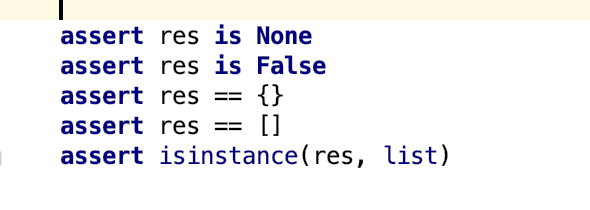 assert res is None
assert res is False
assert res == {}
assert res == []
assert isinstance(res, list)